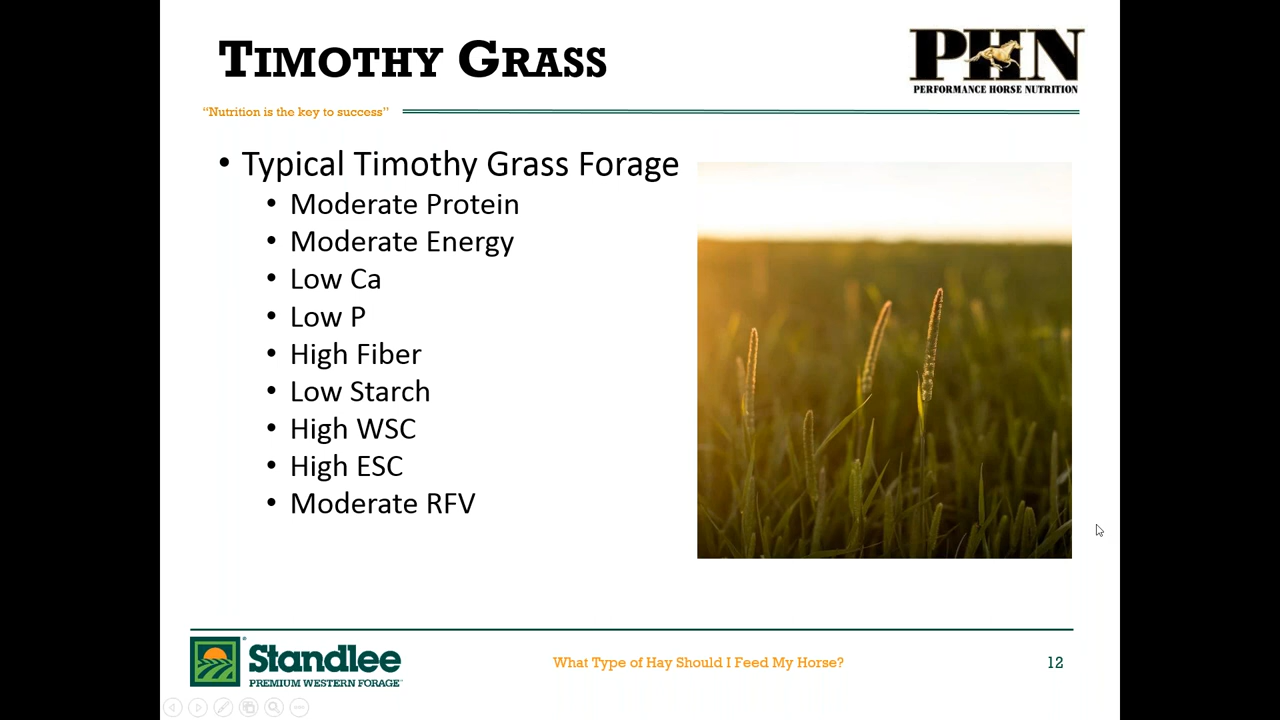 Timothy Grass
PHN
PERFORMANCE HORSE NUTRITION
“Nutrition is the key to success”
• Typical Timothy Grass Forage
• Moderate Protein
• Moderate Energy
• Low Ca
• Low P
• High Fiber
• Low Starch
• High WSC
• High ESC
• Moderate RFV
Standlee®
PREMIUM WESTERN FORAGE™
What Type of Hay Should I Feed My Horse?
12